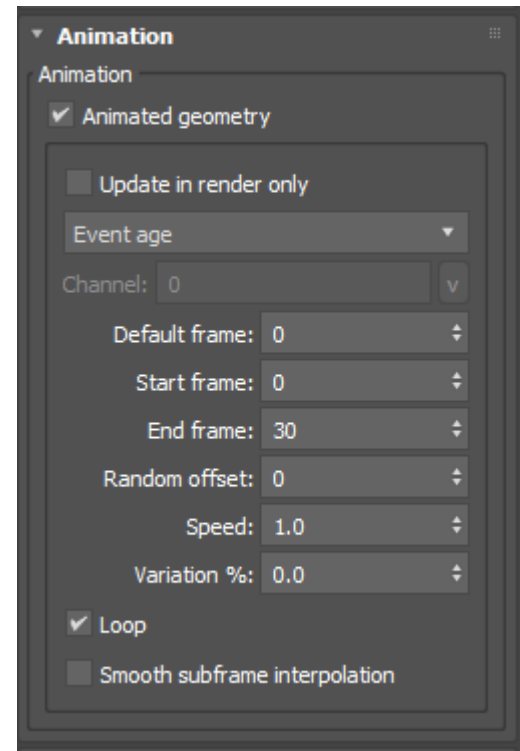 Animation
Animation
Animated geometry
Update in render only
Event age
Channel: 0 v
Default frame: 0
Start frame: 0
End frame: 30
Random offset: 0
Speed: 1.0
Variation %: 0.0
Loop
Smooth subframe interpolation